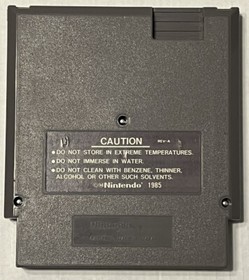 CAUTION
REV-A
•DO NOT STORE IN EXTREME TEMPERATURES.
•DO NOT IMMERSE IN WATER.
•DO NOT CLEAN WITH BENZENE, THINNER,
ALCOHOL OR OTHER SUCH SOLVENTS.
©Nintendo® 1985